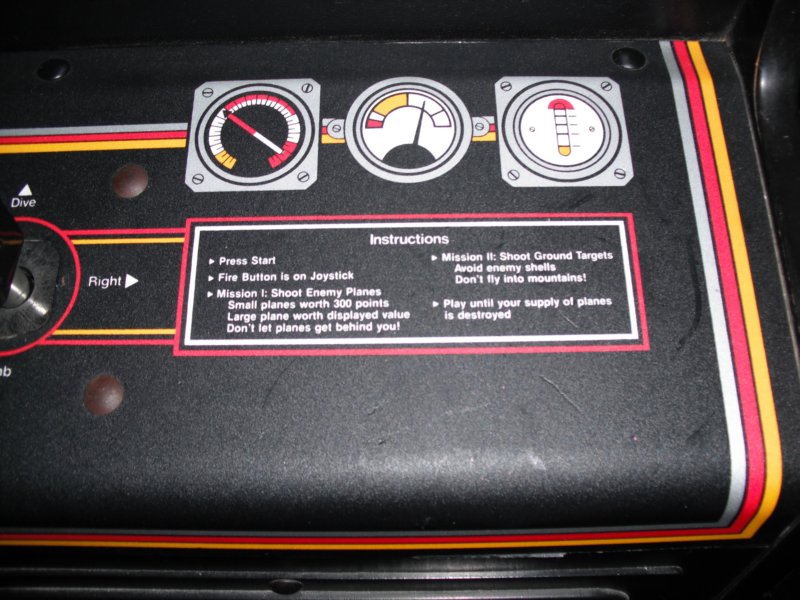 Dive
Right
mb
Instructions
Press Start
Fire Button is on Joystick
Mission I: Shoot Enemy Planes
Small planes worth 300 points
Large plane worth displayed value
Don't let planes get behind you!
Mission II: Shoot Ground Targets
Avoid enemy shells
Don't fly into mountains!
Play until your supply of planes
is destroyed